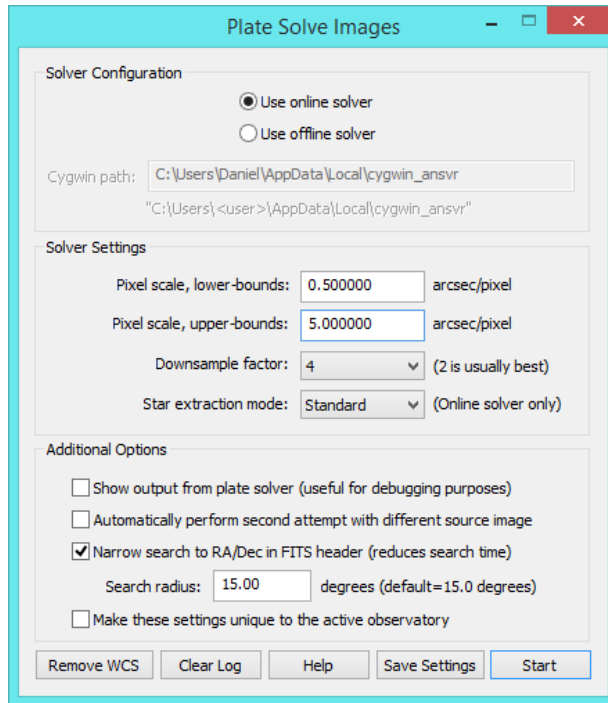 Plate Solve Images
Solver Configuration
Use online solver
Use offline solver
Cygwin path: C:\Users\Daniel\AppData\Local\cygwin_ansvr
"C:\Users\<user>\AppData\Local\cygwin_ansvr"
Solver Settings
Pixel scale, lower-bounds: 0.500000 arcsec/pixel
Pixel scale, upper-bounds: 5.000000 arcsec/pixel
Downsample factor: 4 (2 is usually best)
Star extraction mode: Standard (Online solver only)
Additional Options
Show output from plate solver (useful for debugging purposes)
Automatically perform second attempt with different source image
Narrow search to RA/Dec in FITS header (reduces search time)
Search radius: 15.00 degrees (default=15.0 degrees)
Make these settings unique to the active observatory
Remove WCS Clear Log Help Save Settings Start